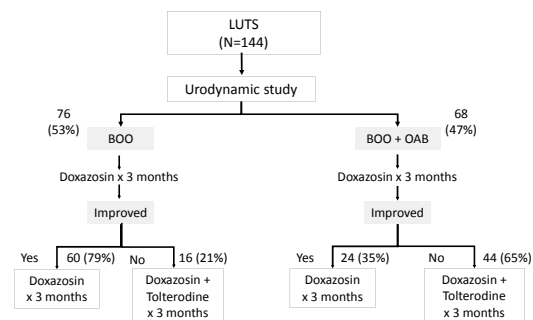 LUTS
(N=144)
Urodynamic study
76
(53%)
68
(47%)
BOO
BOO + OAB
Doxazosin x 3 months
Doxazosin x 3 months
Improved
Improved
Yes
60 (79%)
No
16 (21%)
Yes
24 (35%)
No
44 (65%)
Doxazosin
x 3 months
Doxazosin +
Tolterodine
x 3 months
Doxazosin
x 3 months
Doxazosin +
Tolterodine
x 3 months